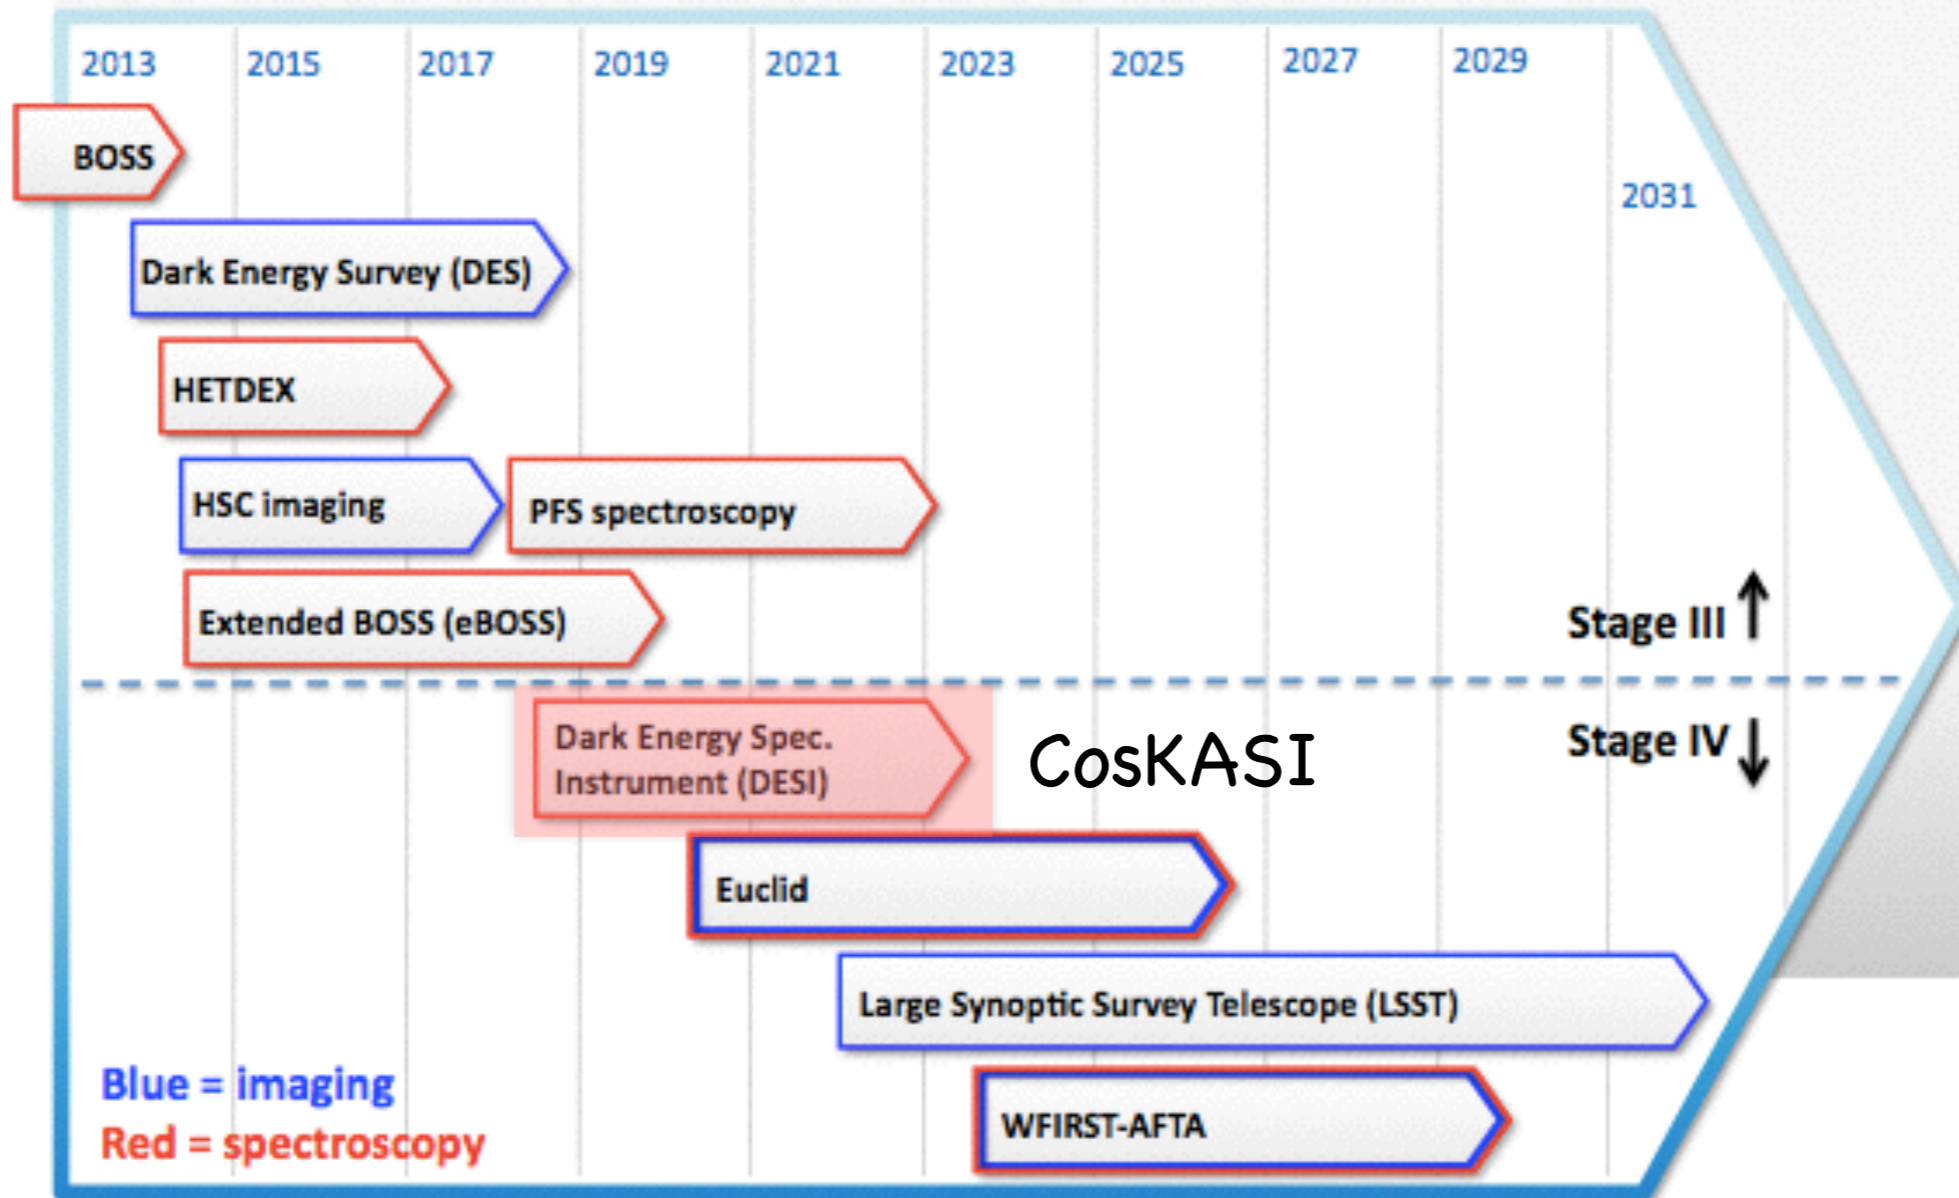 2013 2015 2017 2019 2021 2023 2025 2027 2029
BOSS
2031
Dark Energy Survey (DES)
HETDEX
HSC imaging
PFS spectroscopy
Extended BOSS (eBOSS)
Stage III ↑
Dark Energy Spec.
Instrument (DESI)
CosKASI
Stage IV ↓
Euclid
Large Synoptic Survey Telescope (LSST)
Blue = imaging
Red = spectroscopy
WFIRST-AFTA